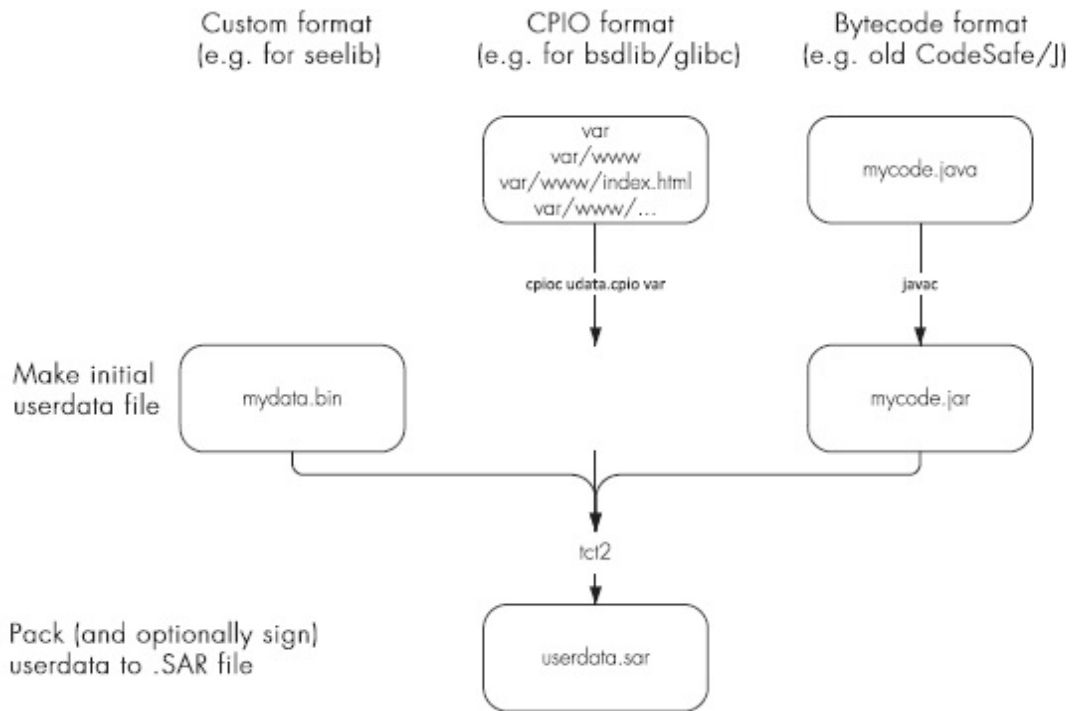 Custom format
(e.g. for seelib)
CPIO format
(e.g. for bsdlib/glibc)
Bytecode format
(e.g. old CodeSafe/J)
var
var/www
var/www/index.html
var/www/...
mycode.java
cpioc udata.cpio var
javac
Make initial
userdata file
mydata.bin
mycode.jar
tct2
Pack (and optionally sign)
userdata to .SAR file
userdata.sar